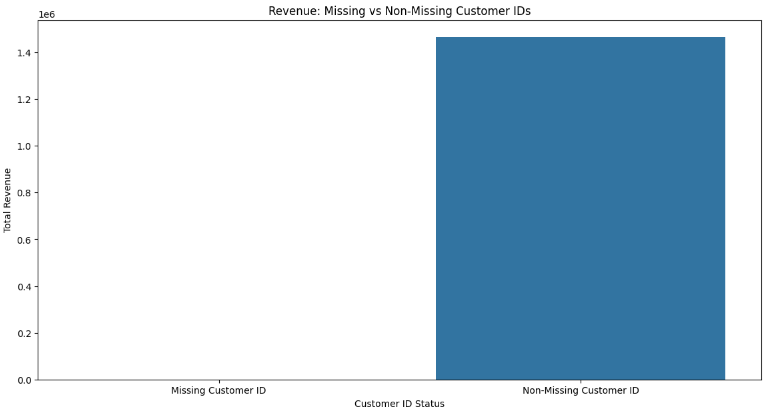 Revenue: Missing vs Non-Missing Customer IDs
1e6
1.4
1.2
1.0
0.8
0.6
0.4
0.2
0.0
Total Revenue
Missing Customer ID
Non-Missing Customer ID
Customer ID Status